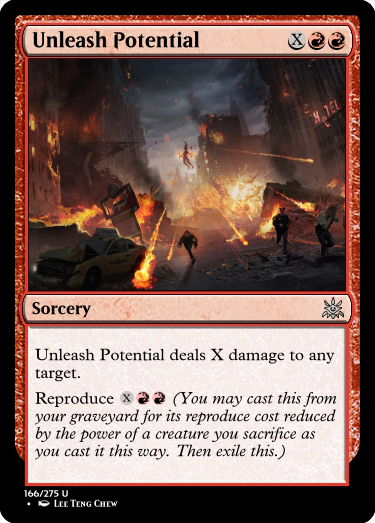 Unleash Potential X
Sorcery
Unleash Potential deals X damage to any
target.
Reproduce X (You may cast this from
your graveyard for its reproduce cost reduced
by the power of a creature you sacrifice as
you cast it this way. Then exile this.)
166/275 U
• Lee Teng Chew